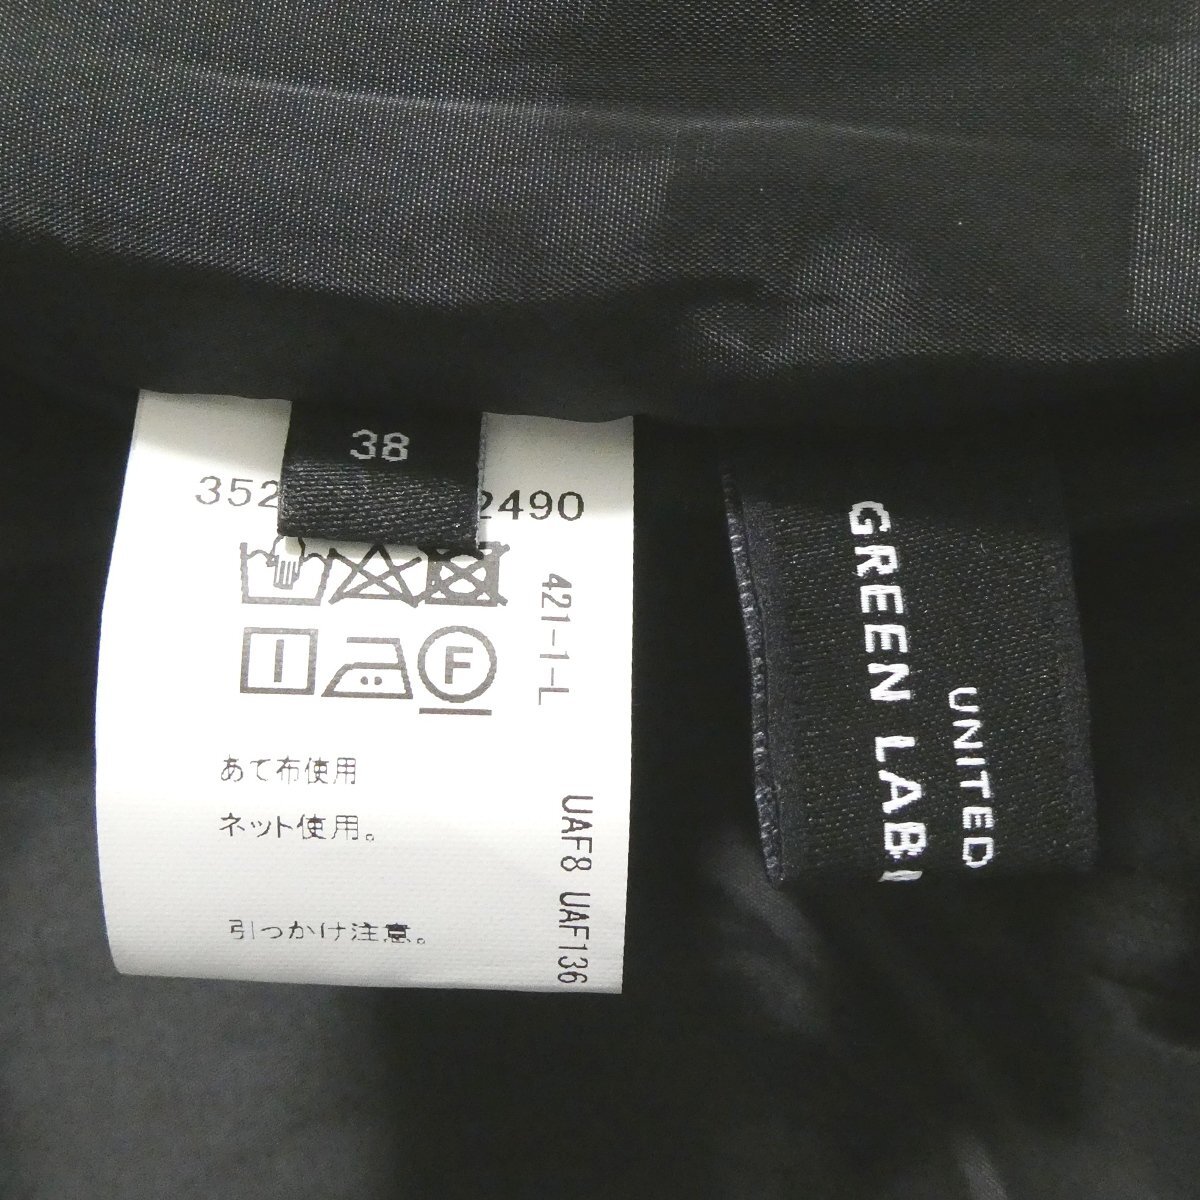 38
352 2490
421-1-L
F
あて布使用
ネット使用。
引っかけ注意。
UAF8 UAF136
UNITED
GREEN LAB